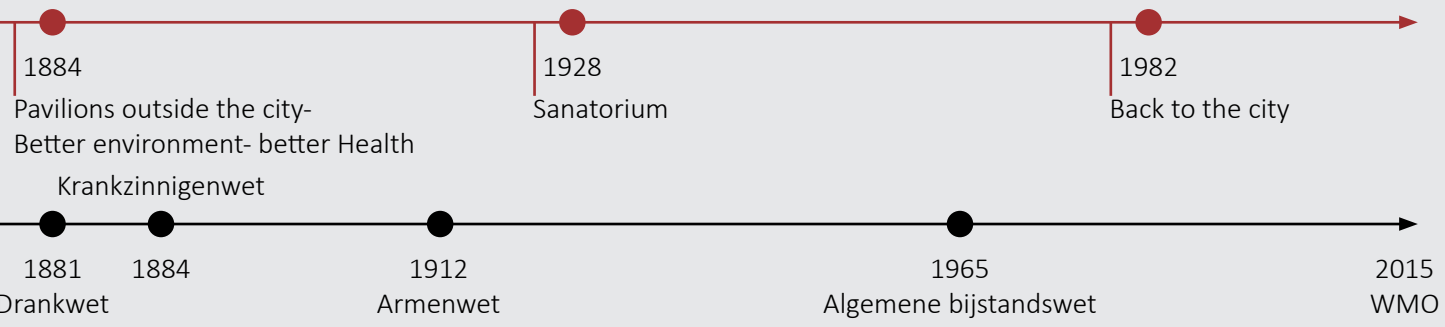 1884
1928
1982
Pavilions outside the city-
Better environment- better Health
Sanatorium
Back to the city
Krankzinnigenwet
1881
1884
1912
1965
2015
Drankwet
Armenwet
Algemene bijstandswet
WMO